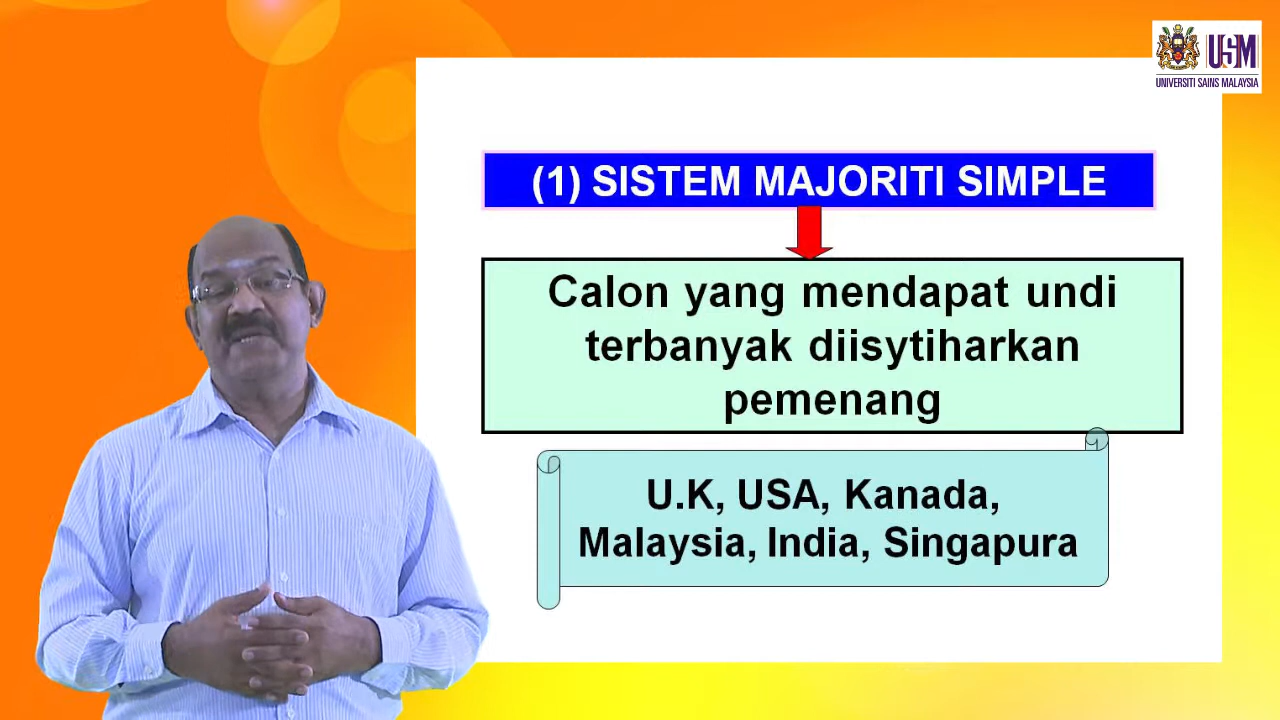 USM
UNIVERSITI SAINS MALAYSIA
(1) SISTEM MAJORITI SIMPLE
Calon yang mendapat undi
terbanyak diisytiharkan
pemenang
U.K, USA, Kanada,
Malaysia, India, Singapura